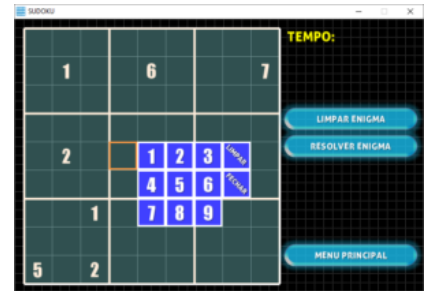 SUDOKU
TEMPO:
1 6 7
LIMPAR ENIGMA
2 1 2 3 LIMPAR
RESOLVER ENIGMA
4 5 6 FECHAR
1 7 8 9
5 2
MENU PRINCIPAL